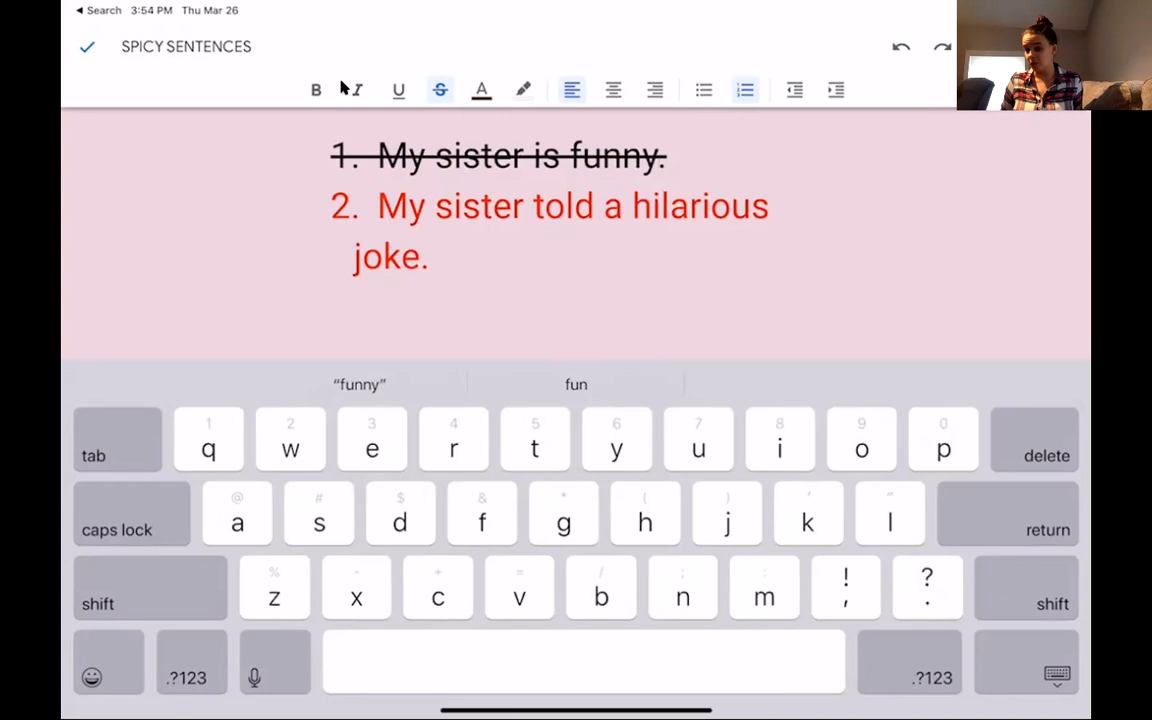 Search 3:54 PM Thu Mar 26
SPICY SENTENCES
B I U S A
1. My sister is funny.
2. My sister told a hilarious
joke.
“funny” fun
1 2 3 4 5 6 7 8 9 0
tab q w e r t y u i o p delete
@ # $ & * ( ) ' "
caps lock a s d f g h j k l return
% - + = / ; : ! ?
shift z x c v b n m , . shift
.?123 .?123